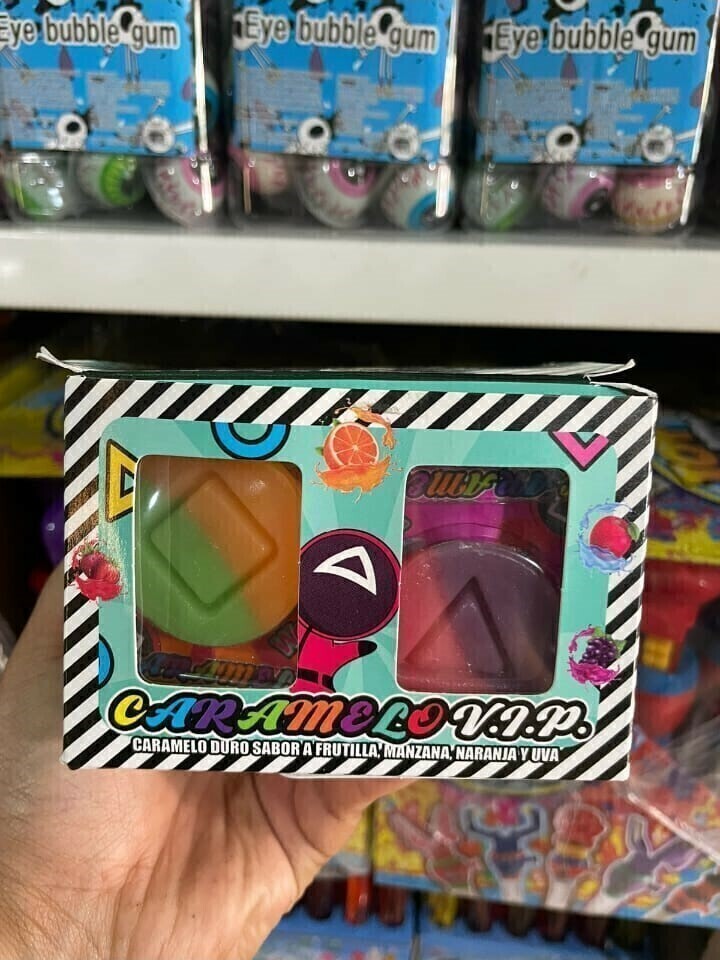 Eye bubble gum
Eye bubble gum
Eye bubble gum
CARAMELO V.I.P.
CARAMELO DURO SABOR A FRUTILLA, MANZANA, NARANJA Y UVA